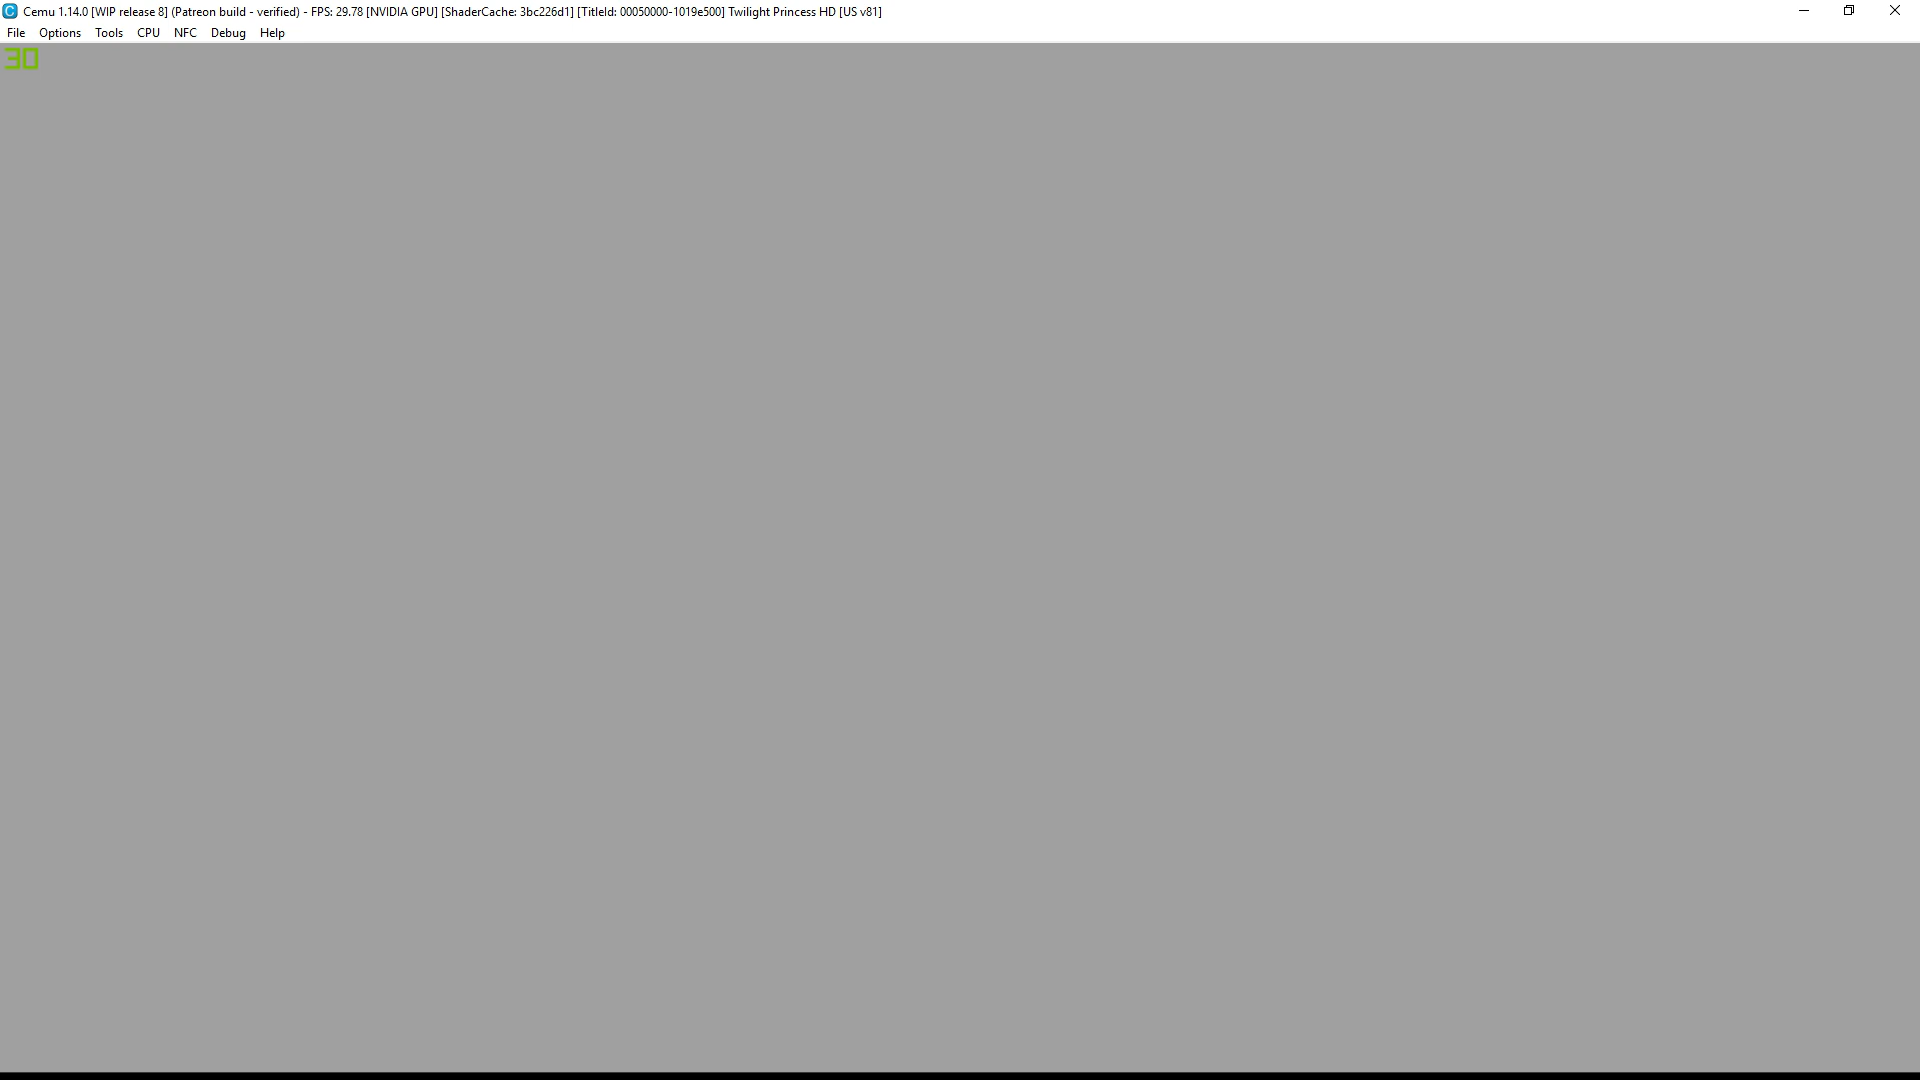 Cemu 1.14.0 [WIP release 8] (Patreon build - verified) - FPS: 29.78 [NVIDIA GPU] [ShaderCache: 3bc226d1] [TitleId: 00050000-1019e500] Twilight Princess HD [US v81]
File Options Tools CPU NFC Debug Help
30